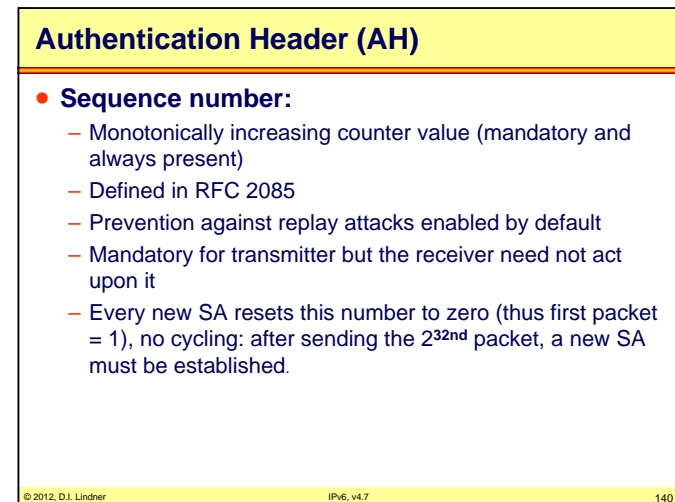 Authentication Header (AH)
• Sequence number:
– Monotonically increasing counter value (mandatory and
always present)
– Defined in RFC 2085
– Prevention against replay attacks enabled by default
– Mandatory for transmitter but the receiver need not act
upon it
– Every new SA resets this number to zero (thus first packet
= 1), no cycling: after sending the 2³²ⁿᵈ packet, a new SA
must be established.
© 2012, D.I. Lindner IPv6, v4.7 140